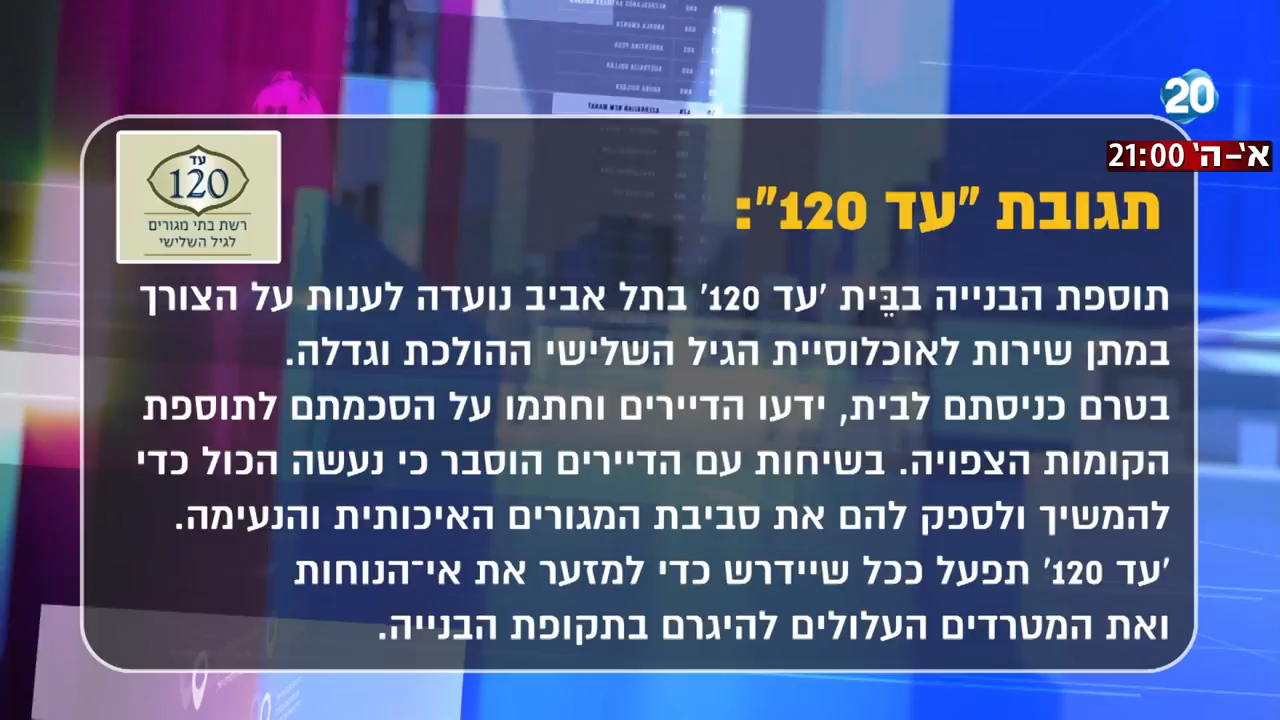 20
א'-ה' 21:00
עד
120
רשת בתי מגורים
לגיל השלישי
תגובת "עד 120":
תוספת הבנייה בבֵּית 'עד 120' בתל אביב נועדה לענות על הצורך
במתן שירות לאוכלוסיית הגיל השלישי ההולכת וגדלה.
בטרם כניסתם לבית, ידעו הדיירים וחתמו על הסכמתם לתוספת
הקומות הצפויה. בשיחות עם הדיירים הוסבר כי נעשה הכול כדי
להמשיך ולספק להם את סביבת המגורים האיכותית והנעימה.
'עד 120' תפעל ככל שיידרש כדי למזער את אי־הנוחות
ואת המטרדים העלולים להיגרם בתקופת הבנייה.